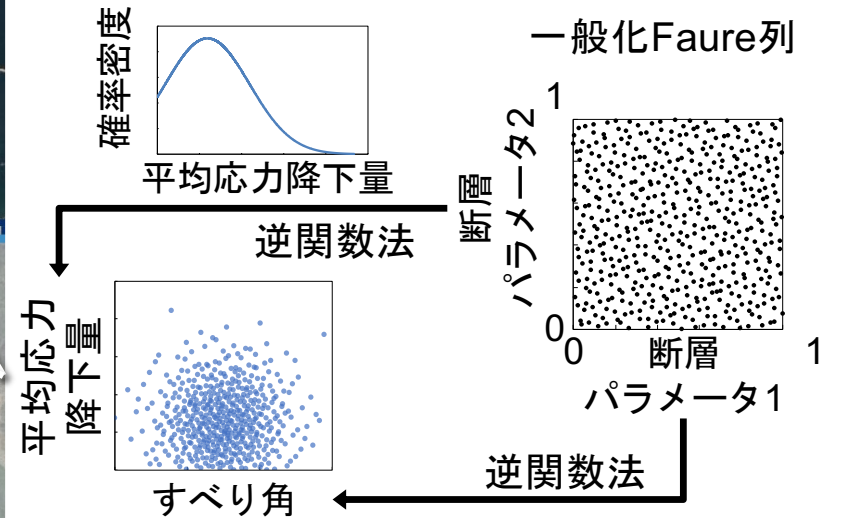 確率密度
平均応力降下量
逆関数法
平均応力
降下量
すべり角
一般化Faure列
1
断層
パラメータ2
0
0
断層
1
パラメータ1
逆関数法